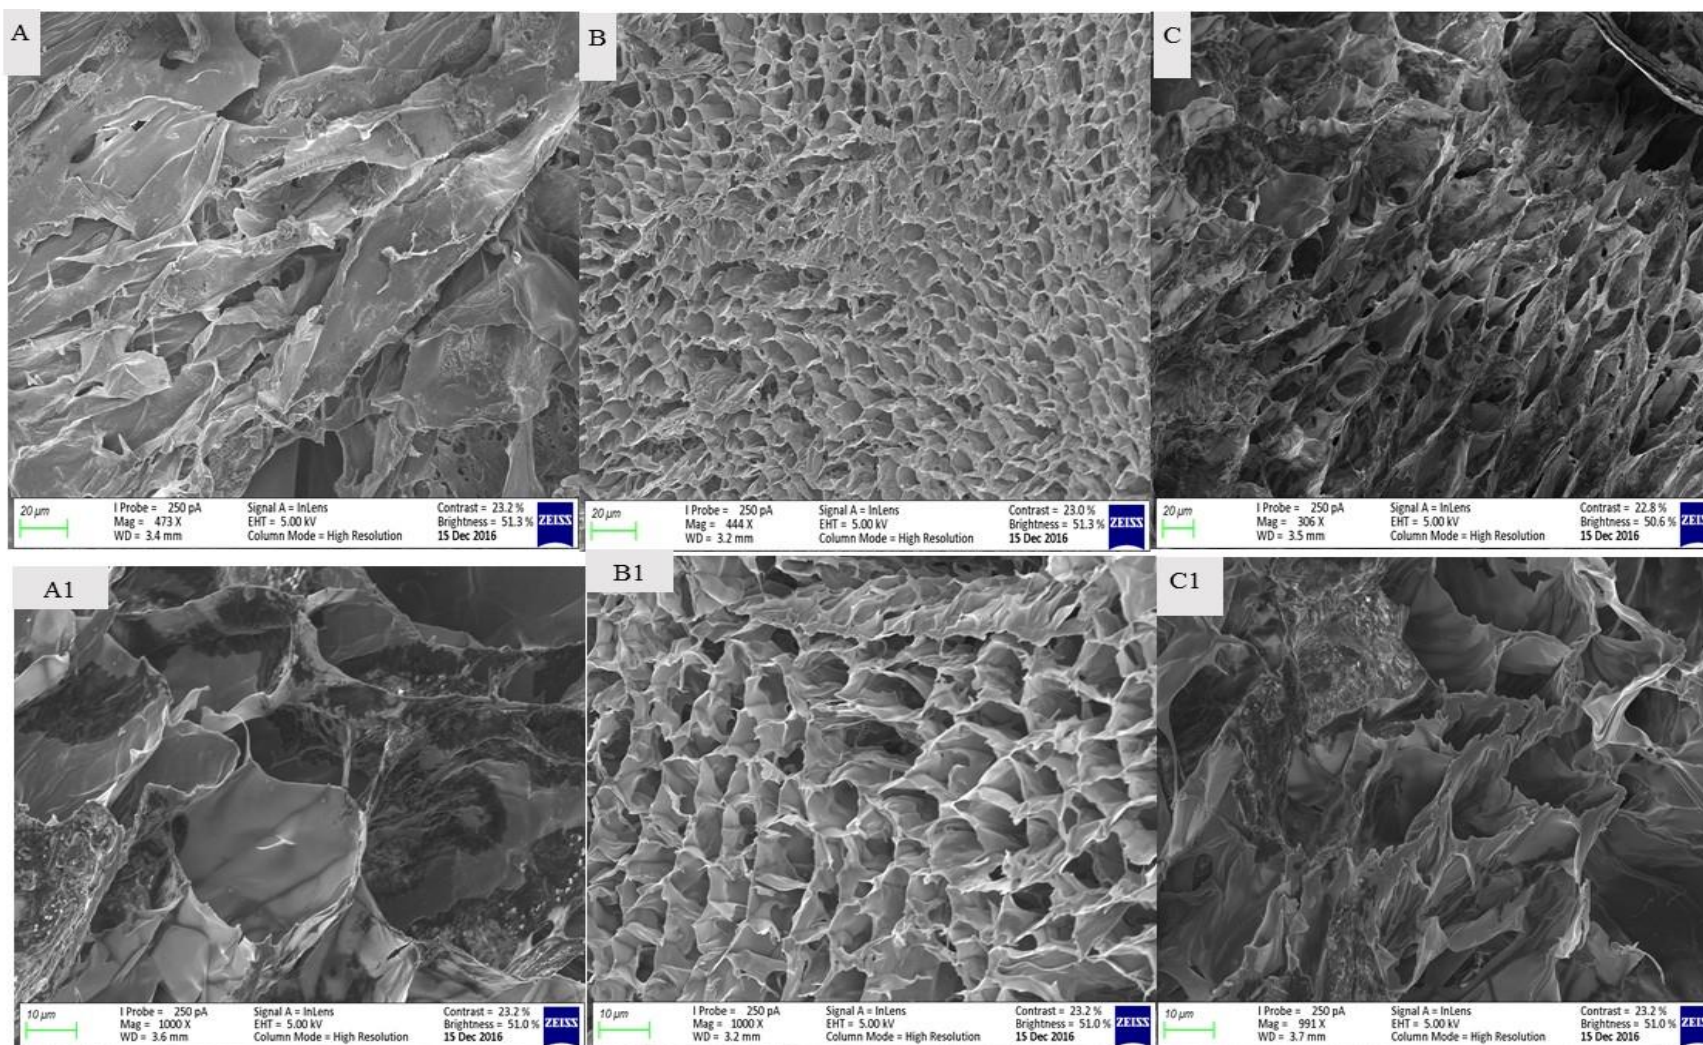 A
B
C
20 µm
I Probe = 250 pA
Mag = 473 X
WD = 3.4 mm
Signal A = InLens
EHT = 5.00 kV
Column Mode = High Resolution
Contrast = 23.2 %
Brightness = 51.3 %
15 Dec 2016
ZEISS
20 µm
I Probe = 250 pA
Mag = 444 X
WD = 3.2 mm
Signal A = InLens
EHT = 5.00 kV
Column Mode = High Resolution
Contrast = 23.0 %
Brightness = 51.3 %
15 Dec 2016
ZEISS
20 µm
I Probe = 250 pA
Mag = 306 X
WD = 3.5 mm
Signal A = InLens
EHT = 5.00 kV
Column Mode = High Resolution
Contrast = 22.8 %
Brightness = 50.6 %
15 Dec 2016
ZEIS
A1
B1
C1
10 µm
I Probe = 250 pA
Mag = 1000 X
WD = 3.6 mm
Signal A = InLens
EHT = 5.00 kV
Column Mode = High Resolution
Contrast = 23.2 %
Brightness = 51.0 %
15 Dec 2016
ZEISS
10 µm
I Probe = 250 pA
Mag = 1000 X
WD = 3.2 mm
Signal A = InLens
EHT = 5.00 kV
Column Mode = High Resolution
Contrast = 23.2 %
Brightness = 51.0 %
15 Dec 2016
ZEISS
10 µm
I Probe = 250 pA
Mag = 991 X
WD = 3.7 mm
Signal A = InLens
EHT = 5.00 kV
Column Mode = High Resolution
Contrast = 23.2 %
Brightness = 51.0 %
15 Dec 2016
ZEIS